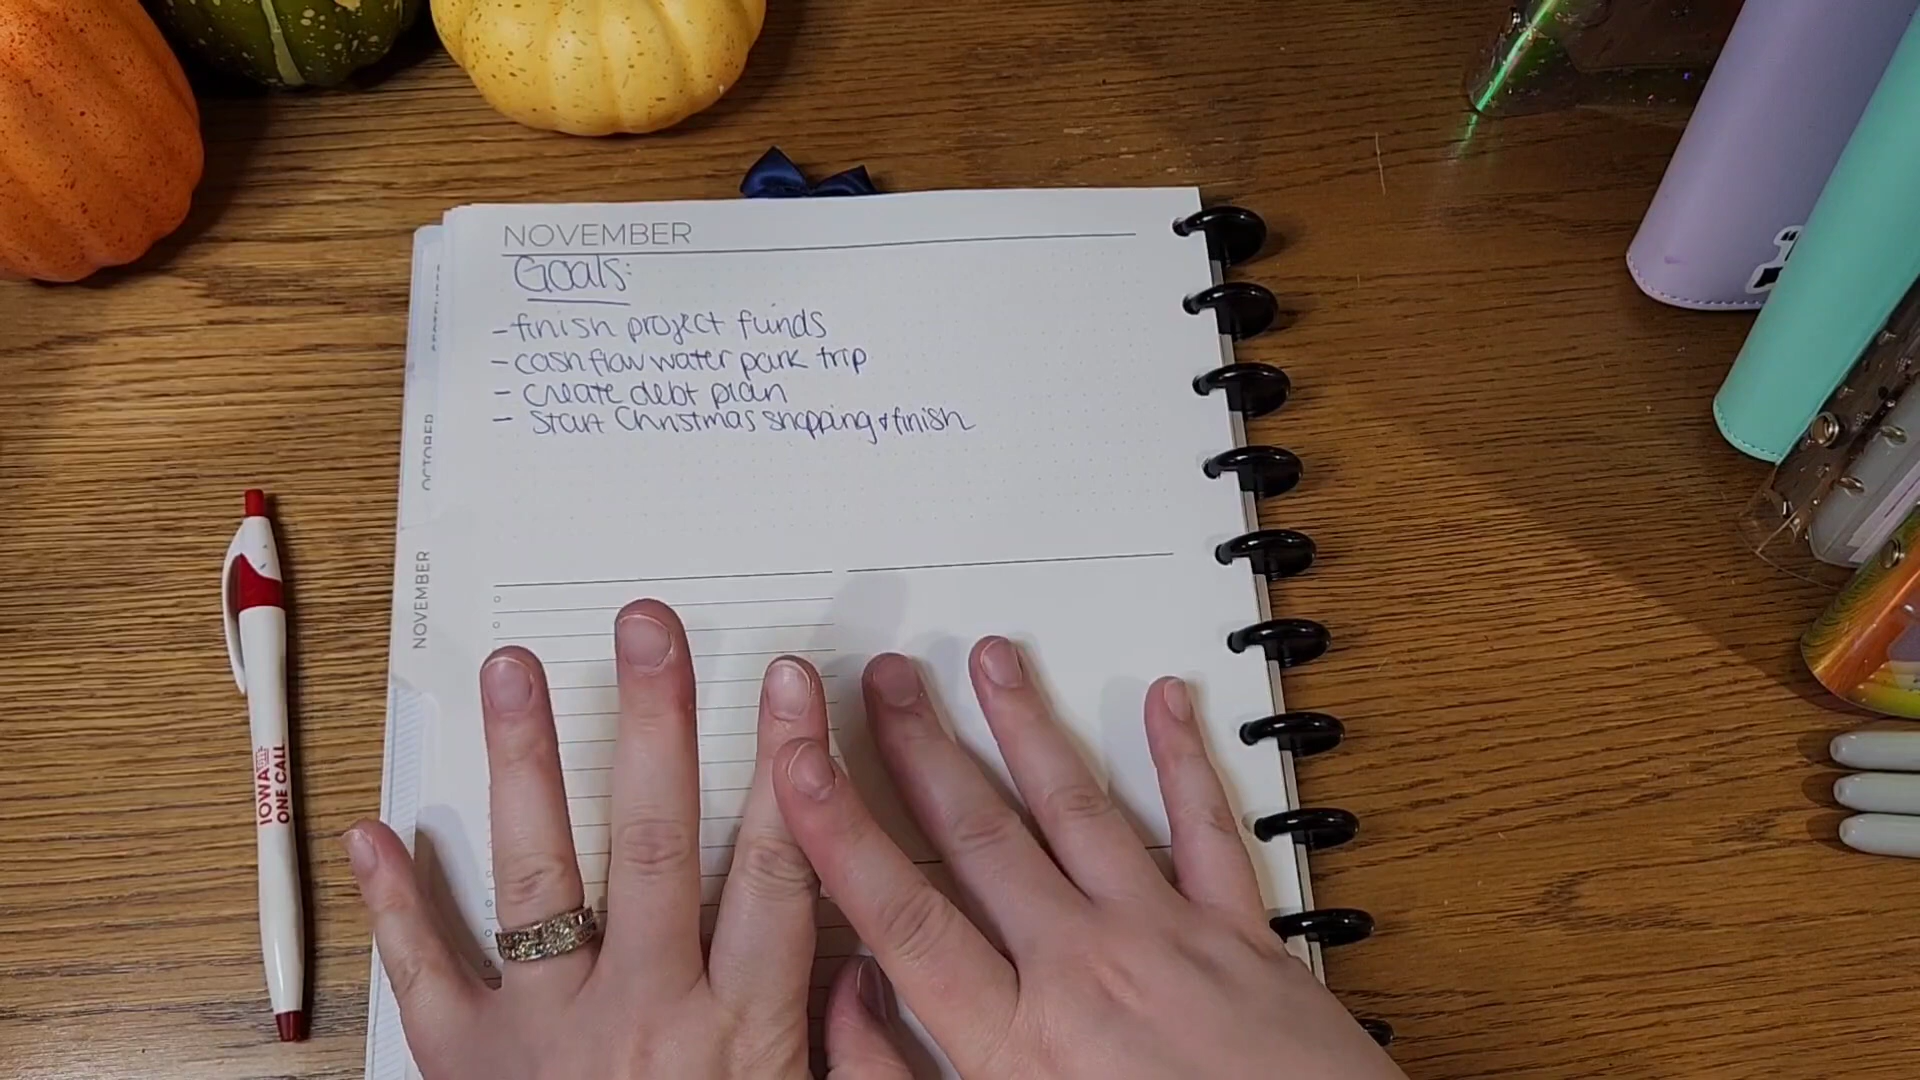 NOVEMBER
Goals:
- finish project funds
- cash flow water park trip
- create debt plan
- Start Christmas shopping & finish
OCTOBER
NOVEMBER
IOWA
ONE CALL